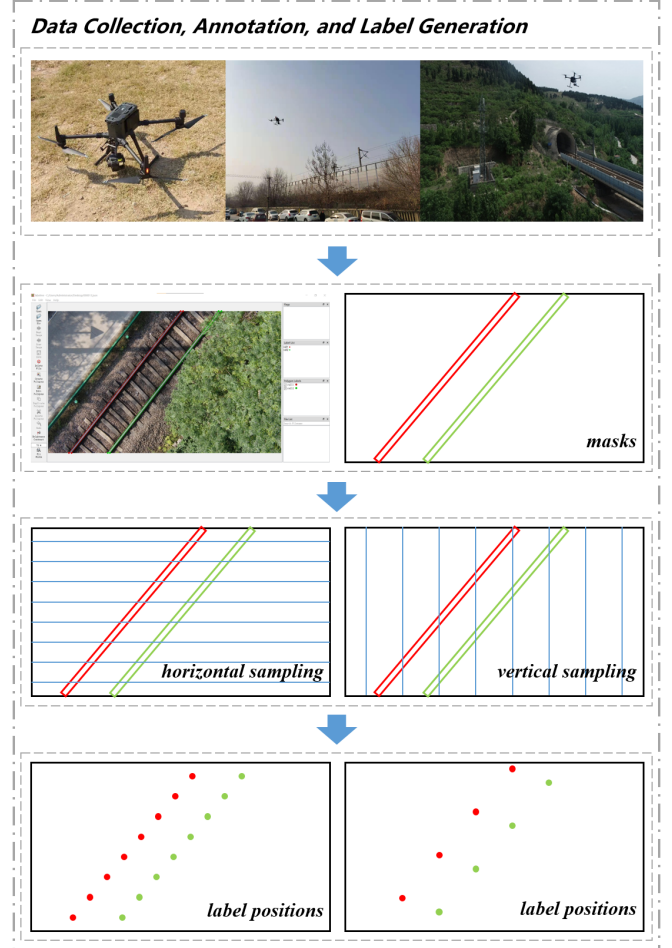 Data Collection, Annotation, and Label Generation
masks
horizontal sampling
vertical sampling
label positions
label positions